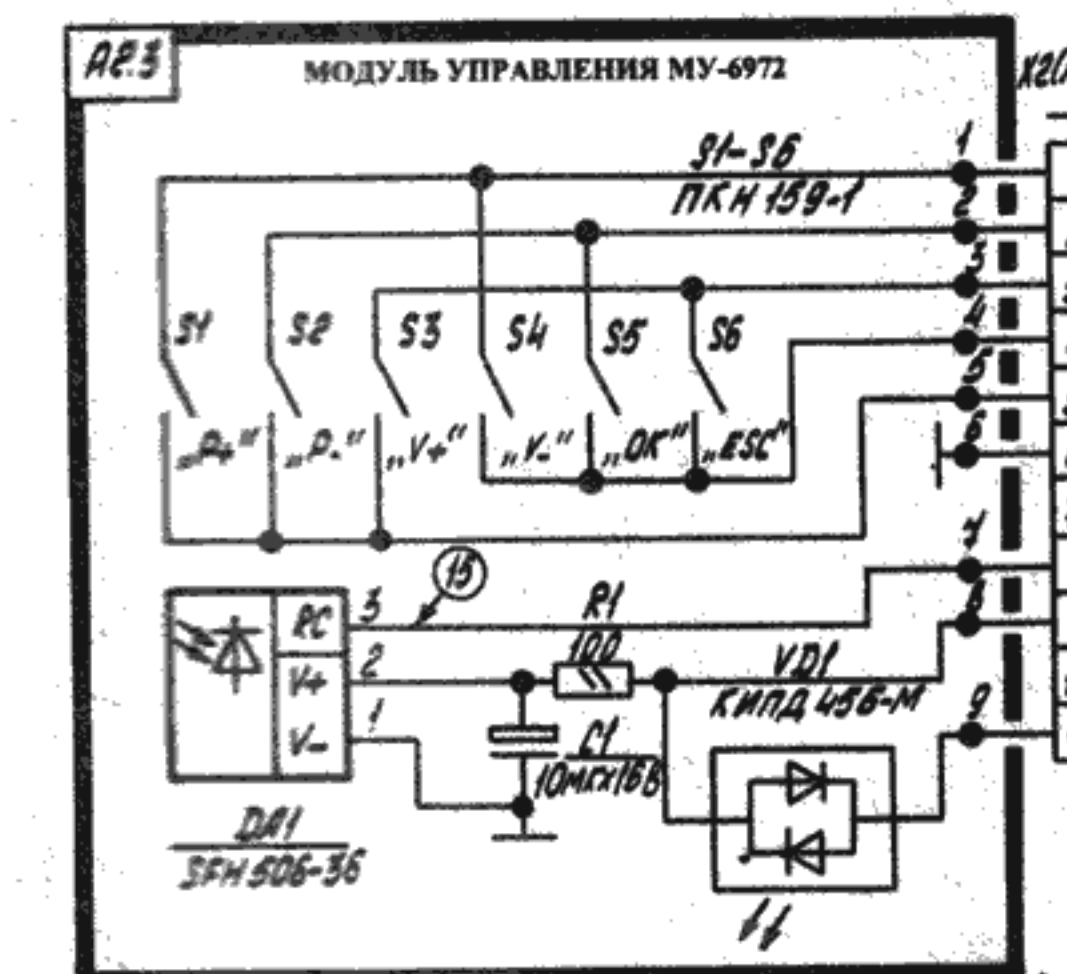 A2.3
МОДУЛЬ УПРАВЛЕНИЯ МУ-6972
S1-S6
ПКН 159-1
1
2
3
4
5
6
7
8
9
S1
S2
S3
S4
S5
S6
„P+"
„P-"
„V+"
„V-"
„OK"
„ESC"
15
RC
V+
V-
3
2
1
R1
100
C1
10мкх16В
VD1
КИПД 45Б-М
DA1
SFH 506-36